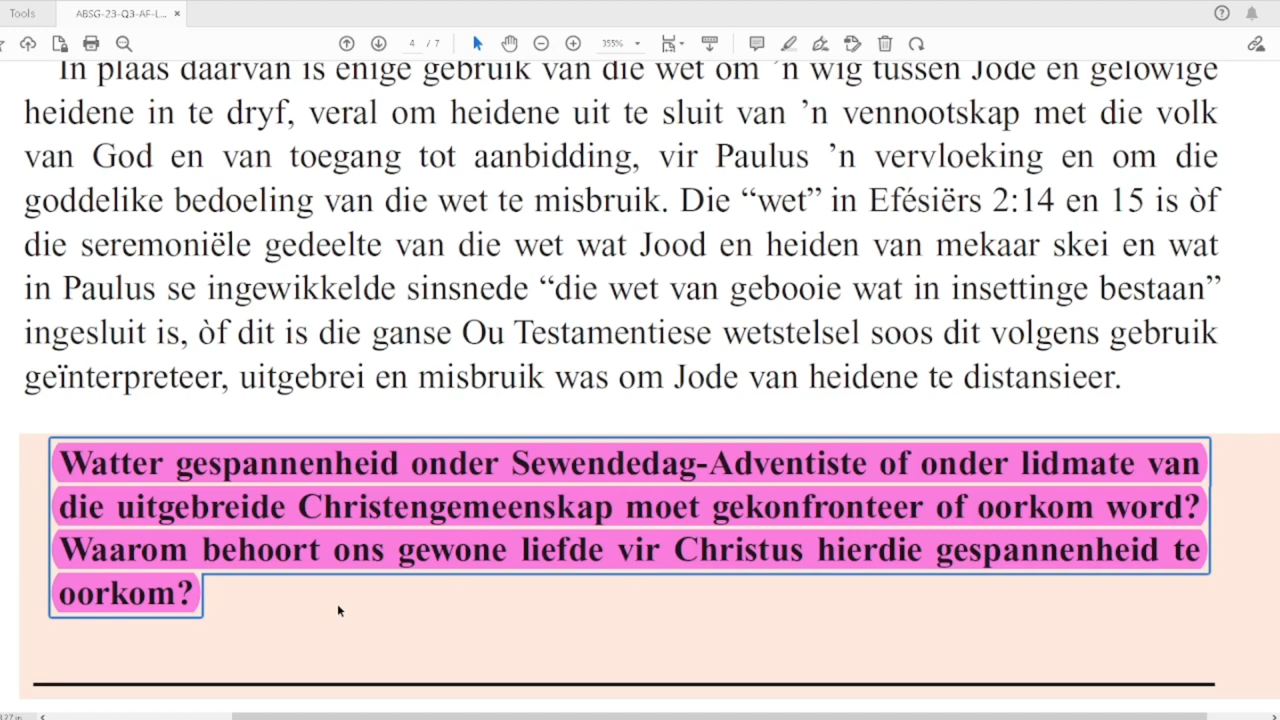 Tools
ABSG-23-Q3-AF-L... ×
4 / 7
355%
In plaas daarvan is enige gebruik van die wet om ’n wig tussen Jode en gelowige
heidene in te dryf, veral om heidene uit te sluit van ’n vennootskap met die volk
van God en van toegang tot aanbidding, vir Paulus ’n vervloeking en om die
goddelike bedoeling van die wet te misbruik. Die “wet” in Efésiërs 2:14 en 15 is òf
die seremoniële gedeelte van die wet wat Jood en heiden van mekaar skei en wat
in Paulus se ingewikkelde sinsnede “die wet van gebooie wat in insettinge bestaan”
ingesluit is, òf dit is die ganse Ou Testamentiese wetstelsel soos dit volgens gebruik
geïnterpreteer, uitgebrei en misbruik was om Jode van heidene te distansieer.
Watter gespannenheid onder Sewendedag-Adventiste of onder lidmate van
die uitgebreide Christengemeenskap moet gekonfronteer of oorkom word?
Waarom behoort ons gewone liefde vir Christus hierdie gespannenheid te
oorkom?